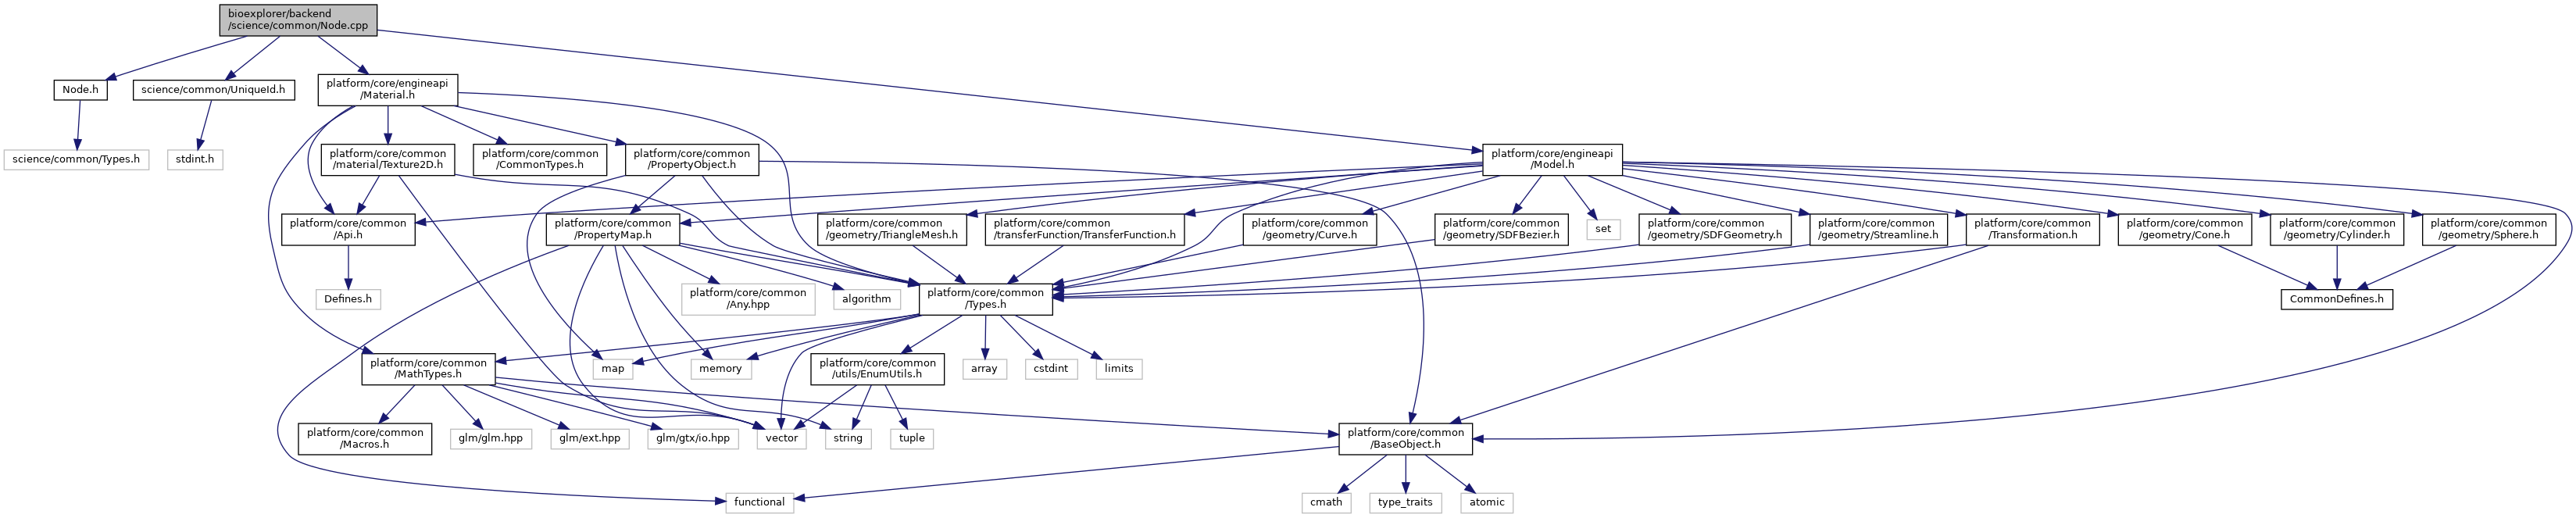 bioexplorer/backend
/science/common/Node.cpp
Node.h
science/common/UniqueId.h
platform/core/engineapi
/Material.h
science/common/Types.h
stdint.h
platform/core/common
/material/Texture2D.h
platform/core/common
/CommonTypes.h
platform/core/common
/PropertyObject.h
platform/core/engineapi
/Model.h
platform/core/common
/Api.h
platform/core/common
/PropertyMap.h
platform/core/common
/geometry/TriangleMesh.h
platform/core/common
/transferFunction/TransferFunction.h
platform/core/common
/geometry/Curve.h
platform/core/common
/geometry/SDFBezier.h
set
platform/core/common
/geometry/SDFGeometry.h
platform/core/common
/geometry/Streamline.h
platform/core/common
/Transformation.h
platform/core/common
/geometry/Cone.h
platform/core/common
/geometry/Cylinder.h
platform/core/common
/geometry/Sphere.h
Defines.h
platform/core/common
/Any.hpp
algorithm
platform/core/common
/Types.h
CommonDefines.h
platform/core/common
/MathTypes.h
map
memory
platform/core/common
/utils/EnumUtils.h
array
cstdint
limits
platform/core/common
/Macros.h
glm/glm.hpp
glm/ext.hpp
glm/gtx/io.hpp
vector
string
tuple
platform/core/common
/BaseObject.h
functional
cmath
type_traits
atomic